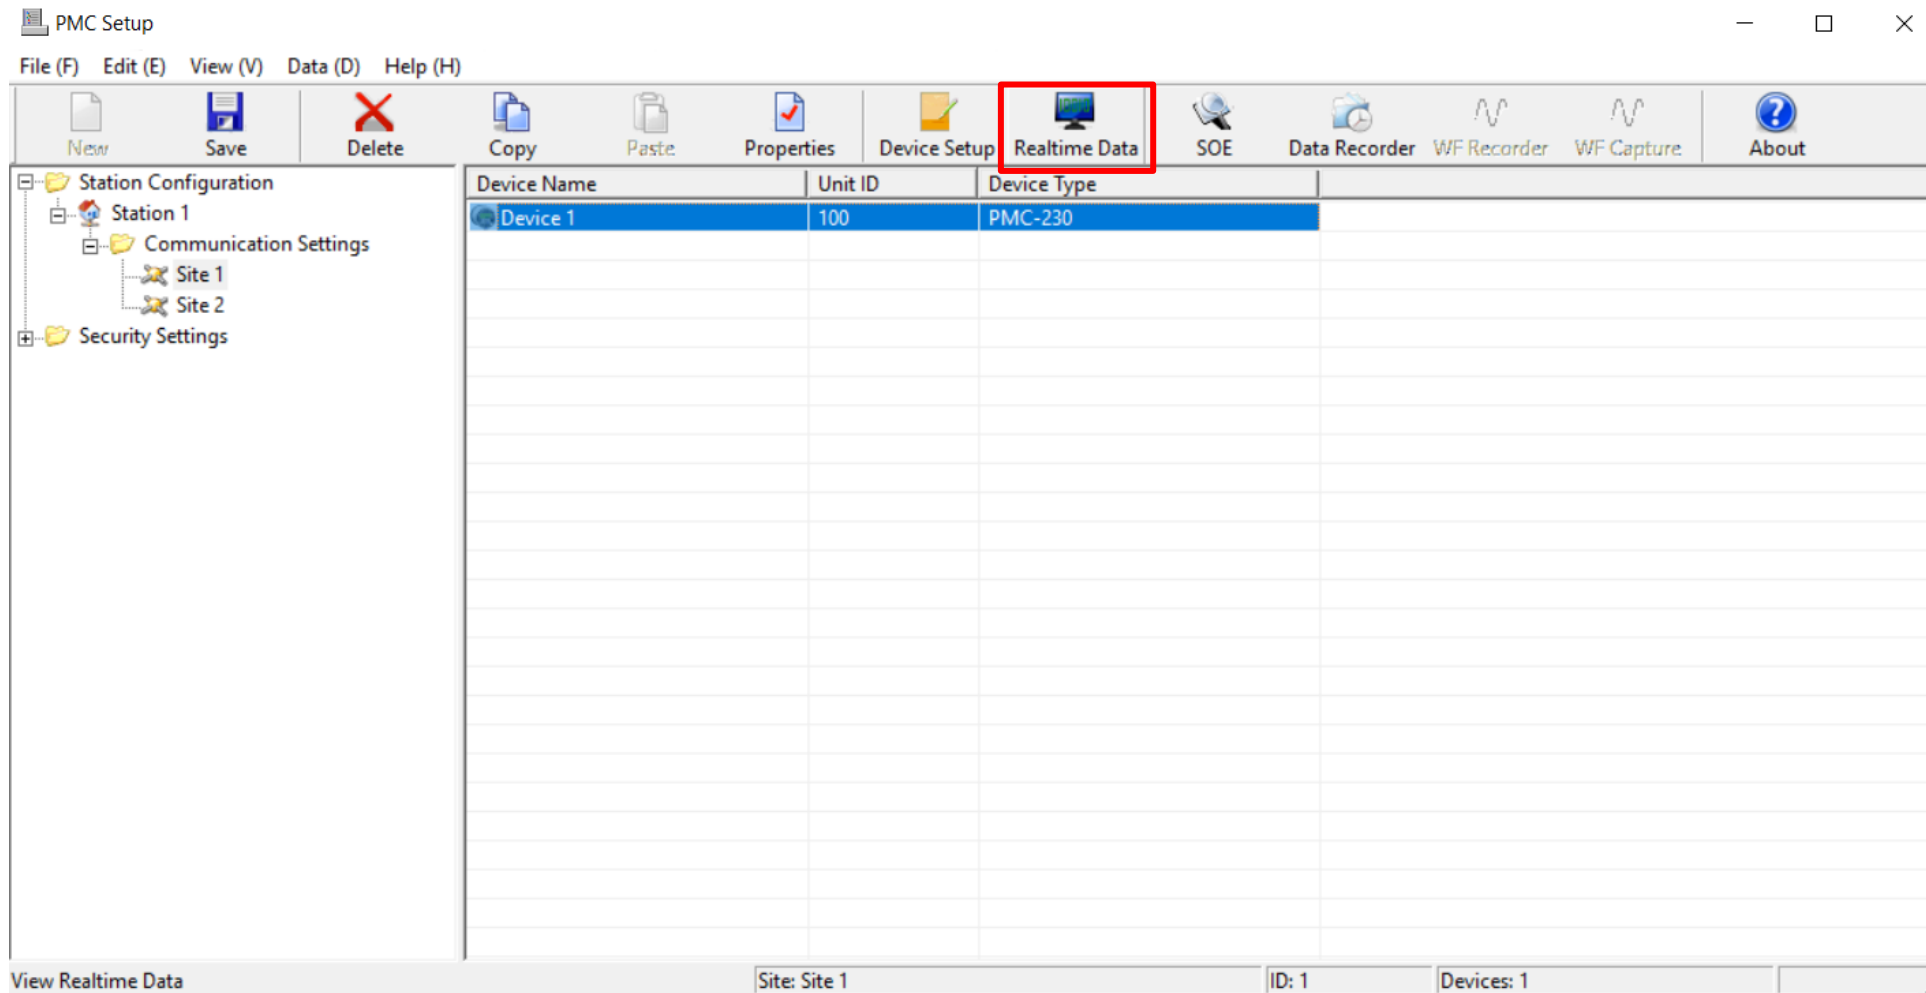 PMC Setup
File (F) Edit (E) View (V) Data (D) Help (H)
New Save Delete Copy Paste Properties Device Setup Realtime Data SOE Data Recorder WF Recorder WF Capture About
Station Configuration
Station 1
Communication Settings
Site 1
Site 2
Security Settings
Device Name Unit ID Device Type
Device 1 100 PMC-230
View Realtime Data Site: Site 1 ID: 1 Devices: 1